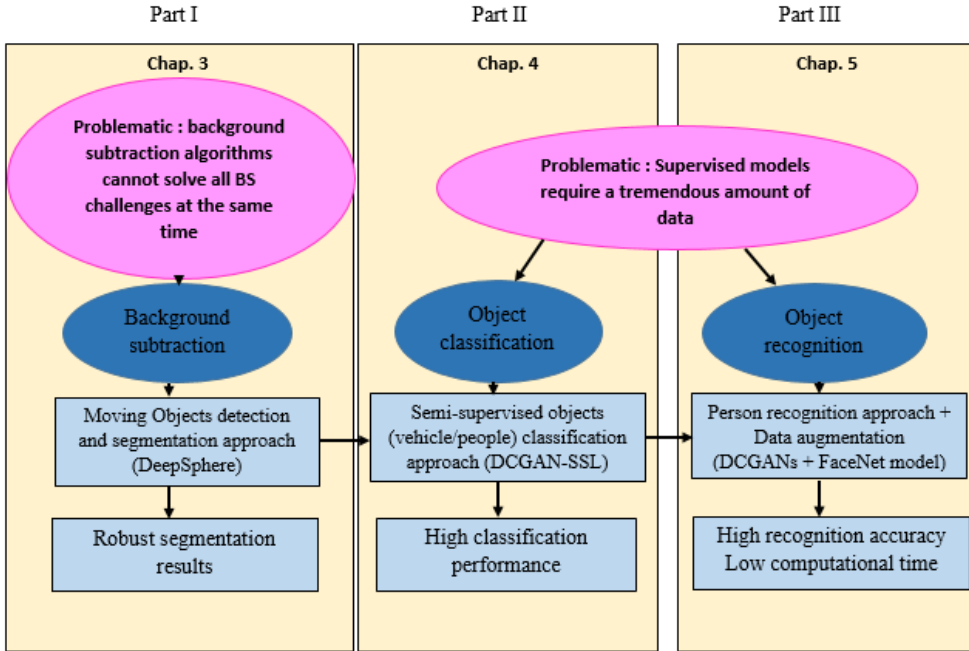 Part I
Part II
Part III
Chap. 3
Problematic : background
subtraction algorithms
cannot solve all BS
challenges at the same
time
Background
subtraction
Moving Objects detection
and segmentation approach
(DeepSphere)
Robust segmentation
results
Chap. 4
Chap. 5
Problematic : Supervised models
require a tremendous amount of
data
Object
classification
Semi-supervised objects
(vehicle/people) classification
approach (DCGAN-SSL)
High classification
performance
Object
recognition
Person recognition approach +
Data augmentation
(DCGANs + FaceNet model)
High recognition accuracy
Low computational time